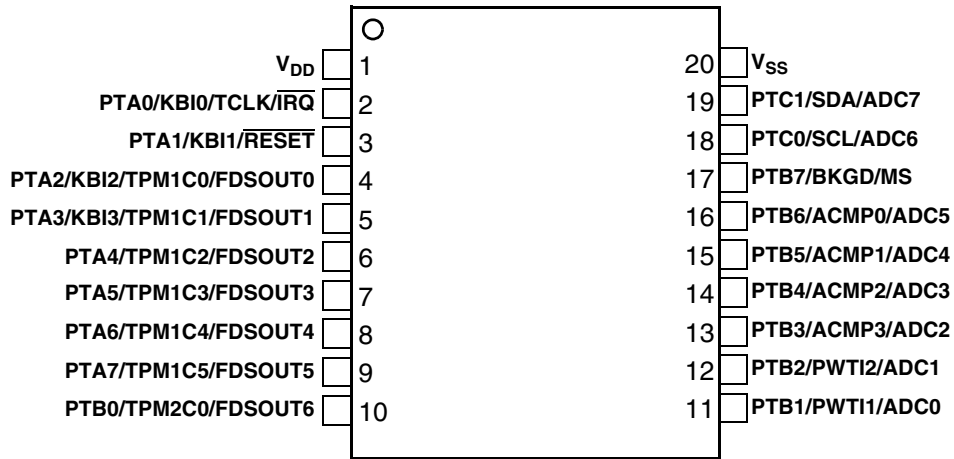 V_DD 1
PTA0/KBI0/TCLK/IRQ 2
PTA1/KBI1/RESET 3
PTA2/KBI2/TPM1C0/FDSOUT0 4
PTA3/KBI3/TPM1C1/FDSOUT1 5
PTA4/TPM1C2/FDSOUT2 6
PTA5/TPM1C3/FDSOUT3 7
PTA6/TPM1C4/FDSOUT4 8
PTA7/TPM1C5/FDSOUT5 9
PTB0/TPM2C0/FDSOUT6 10
20 V_SS
19 PTC1/SDA/ADC7
18 PTC0/SCL/ADC6
17 PTB7/BKGD/MS
16 PTB6/ACMP0/ADC5
15 PTB5/ACMP1/ADC4
14 PTB4/ACMP2/ADC3
13 PTB3/ACMP3/ADC2
12 PTB2/PWTI2/ADC1
11 PTB1/PWTI1/ADC0